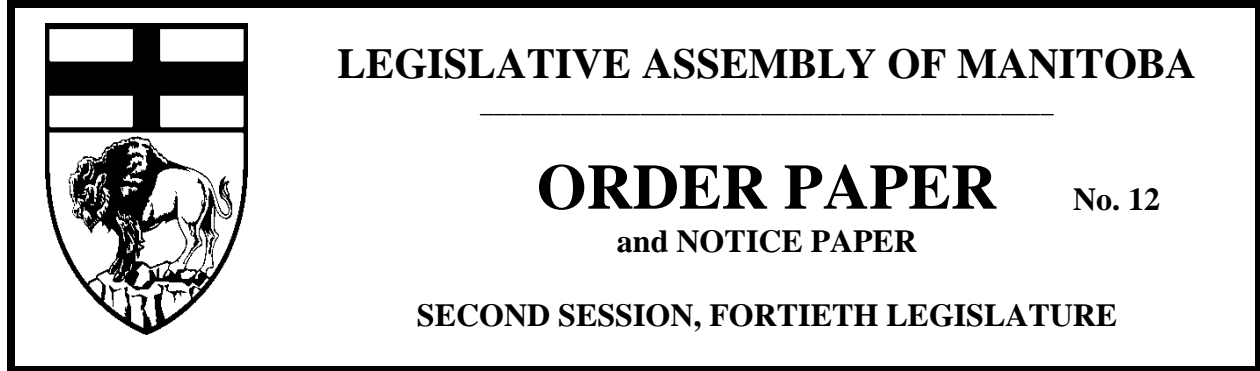 LEGISLATIVE ASSEMBLY OF MANITOBA
ORDER PAPER No. 12
and NOTICE PAPER
SECOND SESSION, FORTIETH LEGISLATURE